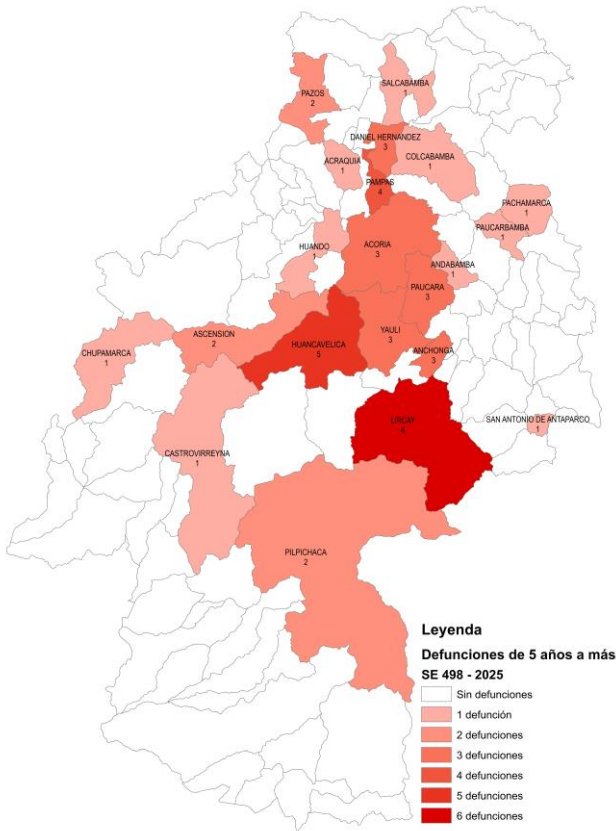 SALCABAMBA
1
PAZOS
2
DANIEL HERNANDEZ
3
COLCABAMBA
1
ACRAQUIA
1
PAMPAS
4
PACHAMARCA
1
PAUCARBAMBA
1
HUANDO
1
ACORIA
3
ANDABAMBA
1
PAUCARA
3
ASCENSION
2
YAULI
3
HUANCAVELICA
5
ANCHONGA
3
CHUPAMARCA
1
LIRCAY
6
SAN ANTONIO DE ANTAPARCO
1
CASTROVIRREYNA
1
PILPICHACA
2
Leyenda
Defunciones de 5 años a más
SE 498 - 2025
Sin defunciones
1 defunción
2 defunciones
3 defunciones
4 defunciones
5 defunciones
6 defunciones